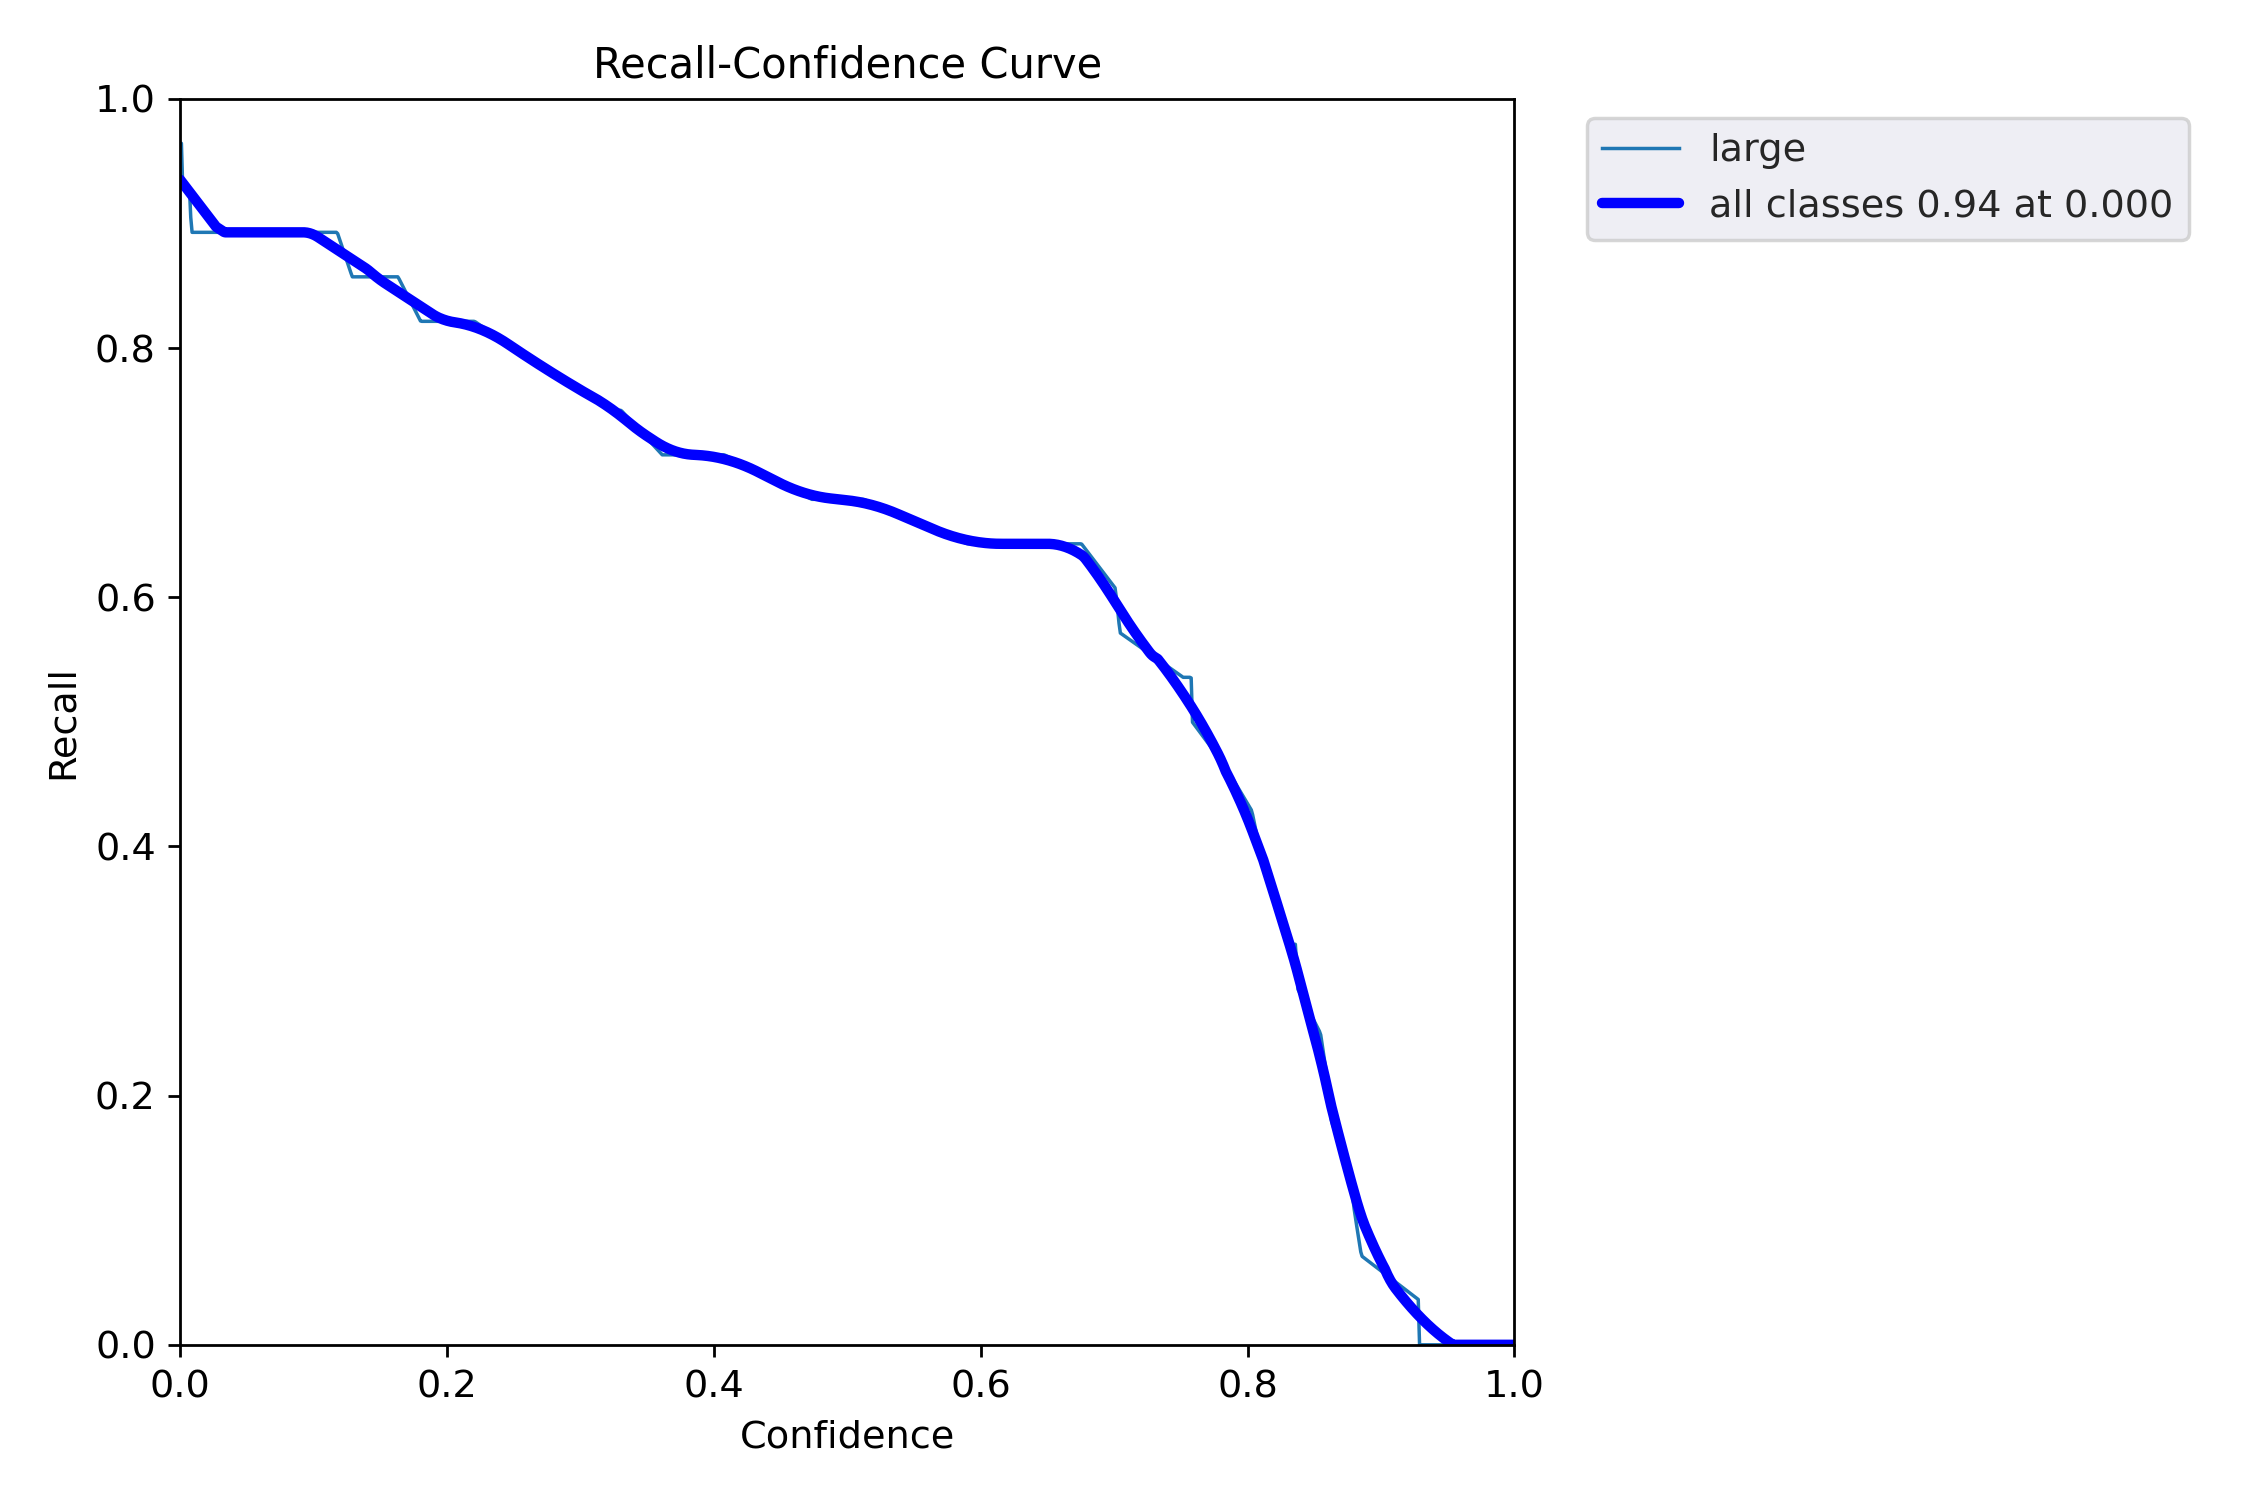 Recall-Confidence Curve
1.0
0.8
0.6
0.4
0.2
0.0
Recall
0.0 0.2 0.4 0.6 0.8 1.0
Confidence
large
all classes 0.94 at 0.000